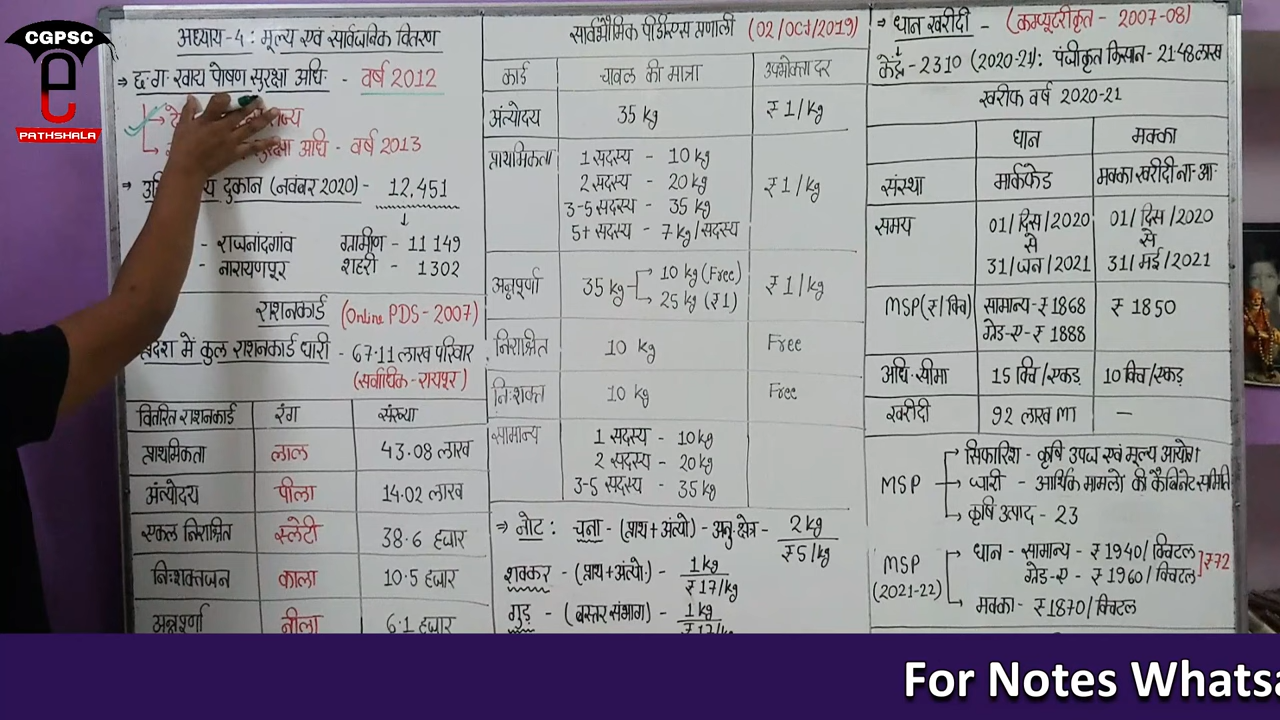 CGPSC
e
PATHSHALA
अध्याय-4 : मूल्य एवं सार्वजनिक वितरण
⇒ छ.ग. खाद्य पोषण सुरक्षा अधि. - वर्ष 2012
राज्य
सुरक्षा अधि - वर्ष 2013
दुकान (नवंबर 2020) - 12,451
- राजनांदगांव ग्रामीण - 11149
- नारायणपुर शहरी - 1302
राशनकार्ड (Online PDS - 2007)
प्रदेश में कुल राशनकार्ड धारी - 67.11 लाख परिवार
(सर्वाधिक - रायपुर)
वितरित राशनकार्ड रंग संख्या
प्राथमिकता लाल 43.08 लाख
अंत्योदय पीला 14.02 लाख
एकल निराश्रित स्लेटी 38.6 हजार
निःशक्तजन काला 10.5 हजार
अन्नपूर्णा नीला 6.1 हजार
सार्वभौमिक पीडीएस प्रणाली (02/Oct/2019)
कार्ड चावल की मात्रा उपभोक्ता दर
अंत्योदय 35 kg ₹1/kg
प्राथमिकता 1 सदस्य - 10 kg
2 सदस्य - 20 kg ₹1/kg
3-5 सदस्य - 35 kg
5+ सदस्य - 7 kg/सदस्य
अन्नपूर्णा 35 kg → 10 kg (Free) ₹1/kg
→ 25 kg (₹1)
निराश्रित 10 kg Free
निःशक्त 10 kg Free
सामान्य 1 सदस्य - 10 kg
2 सदस्य - 20 kg
3-5 सदस्य - 35 kg
⇒ नोट : चना - (प्राथ+अंत्यो) - अनु. क्षेत्र - 2 kg
₹5/kg
शक्कर - (प्राथ+अंत्यो.) - 1 kg
₹17/kg
गुड़ - (बस्तर संभाग) - 1 kg
₹17/kg
⇒ धान खरीदी - (कम्प्यूटरीकृत - 2007-08)
केंद्र - 2310 (2020-21) : पंचीकृत किसान - 21.48 लाख
खरीफ वर्ष 2020-21
धान मक्का
संस्था मार्कफेड मक्का खरीदी ना.आ.
समय 01/दिस/2020 01/दिस/2020
से से
31/जन/2021 31/मई/2021
MSP (₹/क्विं) सामान्य - ₹1868 ₹1850
ग्रेड-ए - ₹1888
अधि. सीमा 15 क्विं/एकड़ 10 क्विं/एकड़
खरीदी 92 लाख MT —
MSP → सिफारिश - कृषि उपज एवं मूल्य आयोग
→ जारी - आर्थिक मामलो की कैबिनेट समिति
→ कृषि उत्पाद - 23
MSP (2021-22) → धान - सामान्य - ₹1940/क्विंटल
ग्रेड-ए - ₹1960/क्विंटल ]₹72
→ मक्का - ₹1870/क्विंटल
For Notes Whatsa